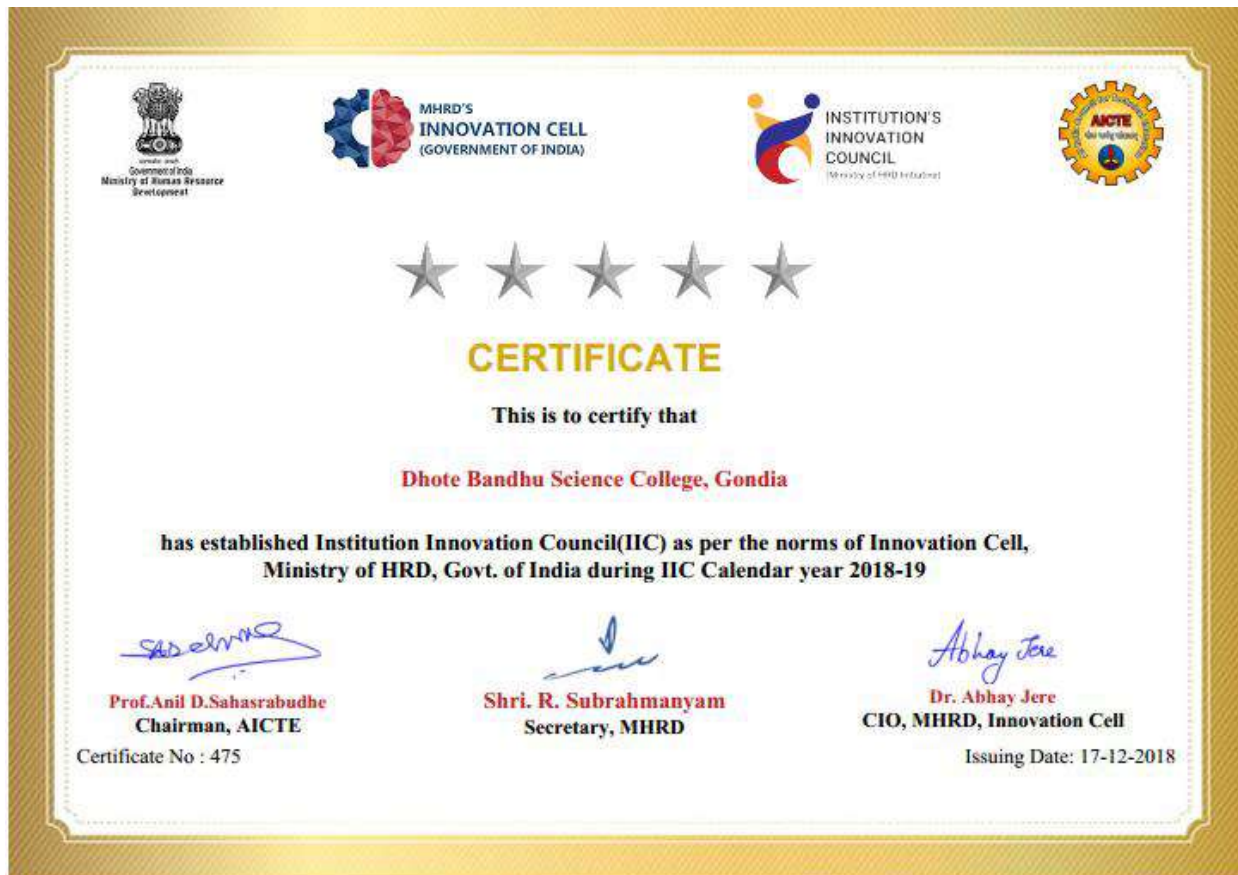 Government of India
Ministry of Human Resource
Development
MHRD'S
INNOVATION CELL
(GOVERNMENT OF INDIA)
INSTITUTION'S
INNOVATION
COUNCIL
(Ministry of HRD Initiative)
AICTE
CERTIFICATE
This is to certify that
Dhote Bandhu Science College, Gondia
has established Institution Innovation Council(IIC) as per the norms of Innovation Cell,
Ministry of HRD, Govt. of India during IIC Calendar year 2018-19
Abhay Jere
Prof.Anil D.Sahasrabudhe
Chairman, AICTE
Shri. R. Subrahmanyam
Secretary, MHRD
Dr. Abhay Jere
CIO, MHRD, Innovation Cell
Certificate No : 475
Issuing Date: 17-12-2018